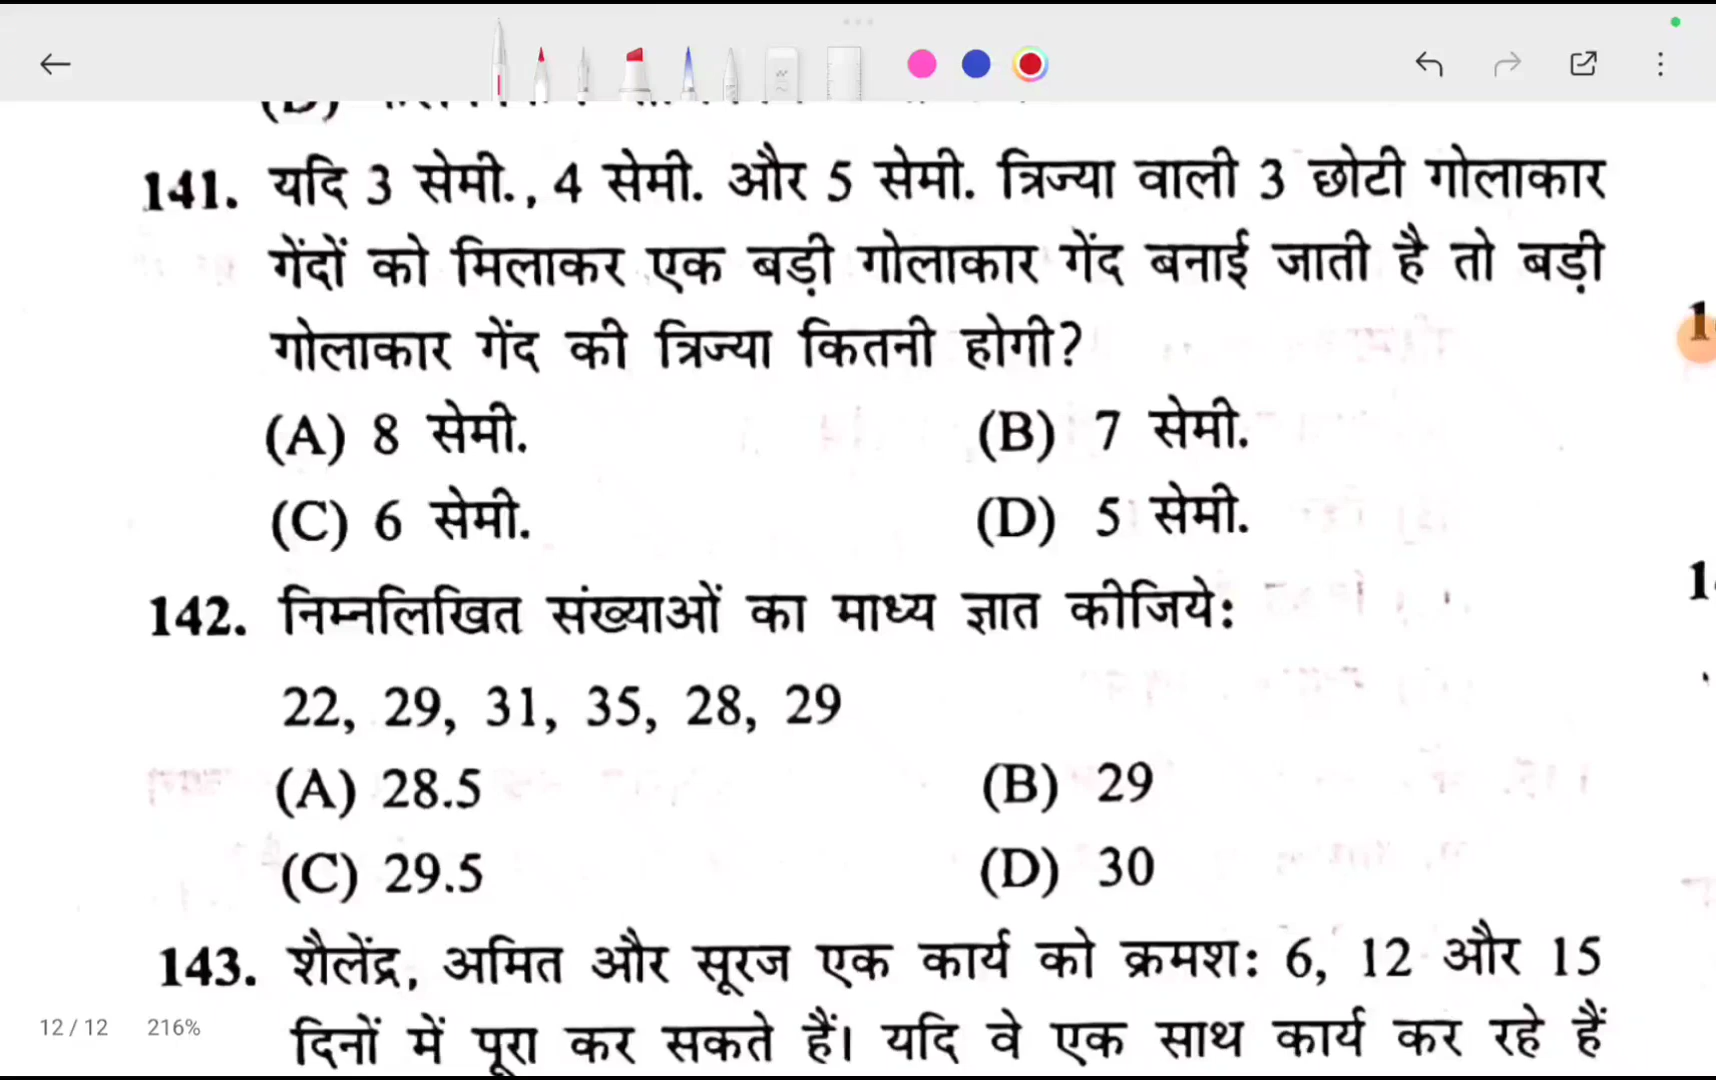 141. यदि 3 सेमी., 4 सेमी. और 5 सेमी. त्रिज्या वाली 3 छोटी गोलाकार
गेंदों को मिलाकर एक बड़ी गोलाकार गेंद बनाई जाती है तो बड़ी
गोलाकार गेंद की त्रिज्या कितनी होगी?
(A) 8 सेमी. (B) 7 सेमी.
(C) 6 सेमी. (D) 5 सेमी.
142. निम्नलिखित संख्याओं का माध्य ज्ञात कीजिये:
22, 29, 31, 35, 28, 29
(A) 28.5 (B) 29
(C) 29.5 (D) 30
143. शैलेंद्र, अमित और सूरज एक कार्य को क्रमश: 6, 12 और 15
दिनों में पूरा कर सकते हैं। यदि वे एक साथ कार्य कर रहे हैं
12 / 12 216%